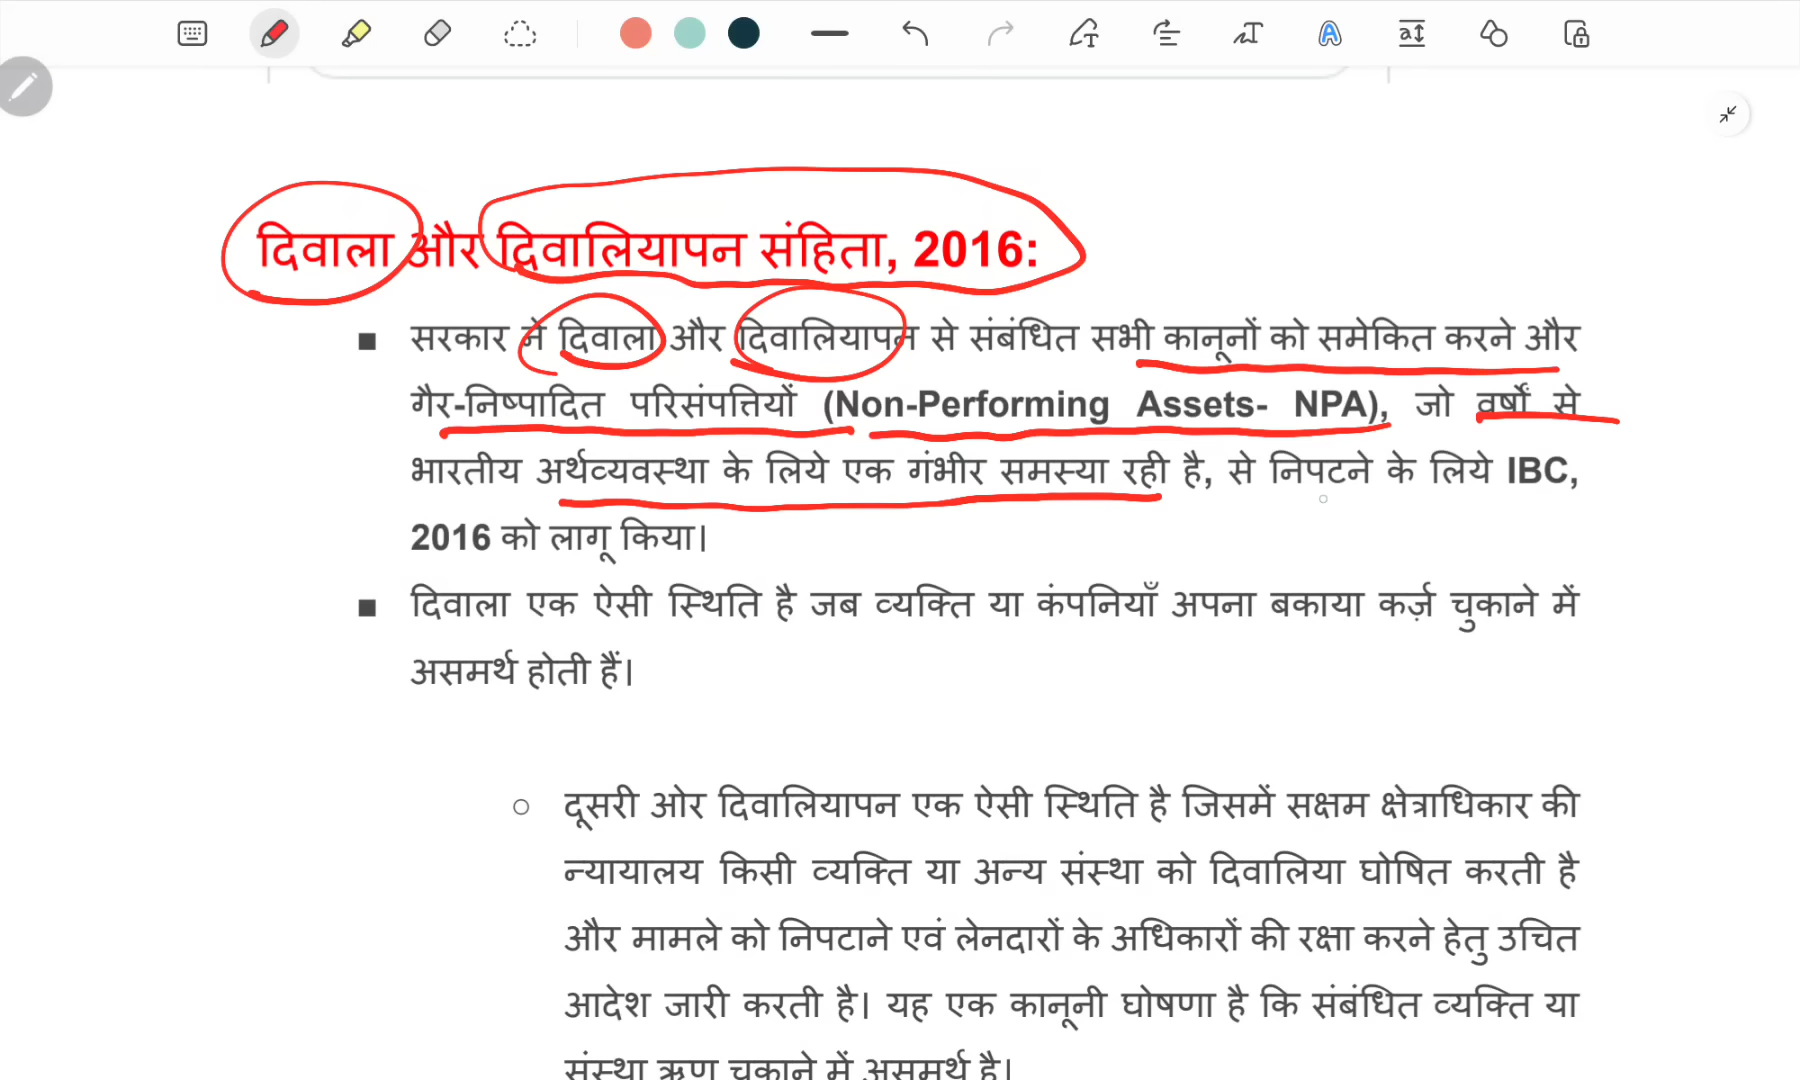 दिवाला और दिवालियापन संहिता, 2016:
■ सरकार ने दिवाला और दिवालियापन से संबंधित सभी कानूनों को समेकित करने और
गैर-निष्पादित परिसंपत्तियों (Non-Performing Assets- NPA), जो वर्षों से
भारतीय अर्थव्यवस्था के लिये एक गंभीर समस्या रही है, से निपटने के लिये IBC,
2016 को लागू किया।
■ दिवाला एक ऐसी स्थिति है जब व्यक्ति या कंपनियाँ अपना बकाया कर्ज़ चुकाने में
असमर्थ होती हैं।
○ दूसरी ओर दिवालियापन एक ऐसी स्थिति है जिसमें सक्षम क्षेत्राधिकार की
न्यायालय किसी व्यक्ति या अन्य संस्था को दिवालिया घोषित करती है
और मामले को निपटाने एवं लेनदारों के अधिकारों की रक्षा करने हेतु उचित
आदेश जारी करती है। यह एक कानूनी घोषणा है कि संबंधित व्यक्ति या
संस्था ऋण चुकाने में असमर्थ है।